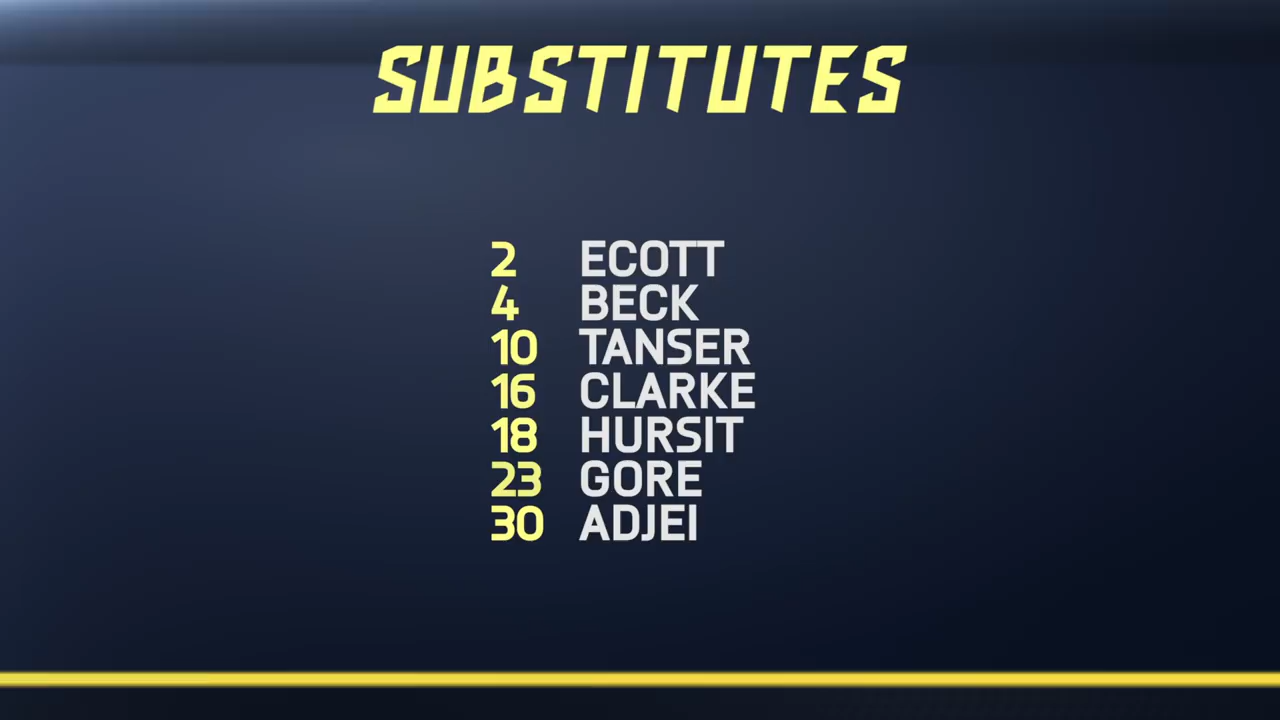 SUBSTITUTES
2 ECOTT
4 BECK
10 TANSER
16 CLARKE
18 HURSIT
23 GORE
30 ADJEI